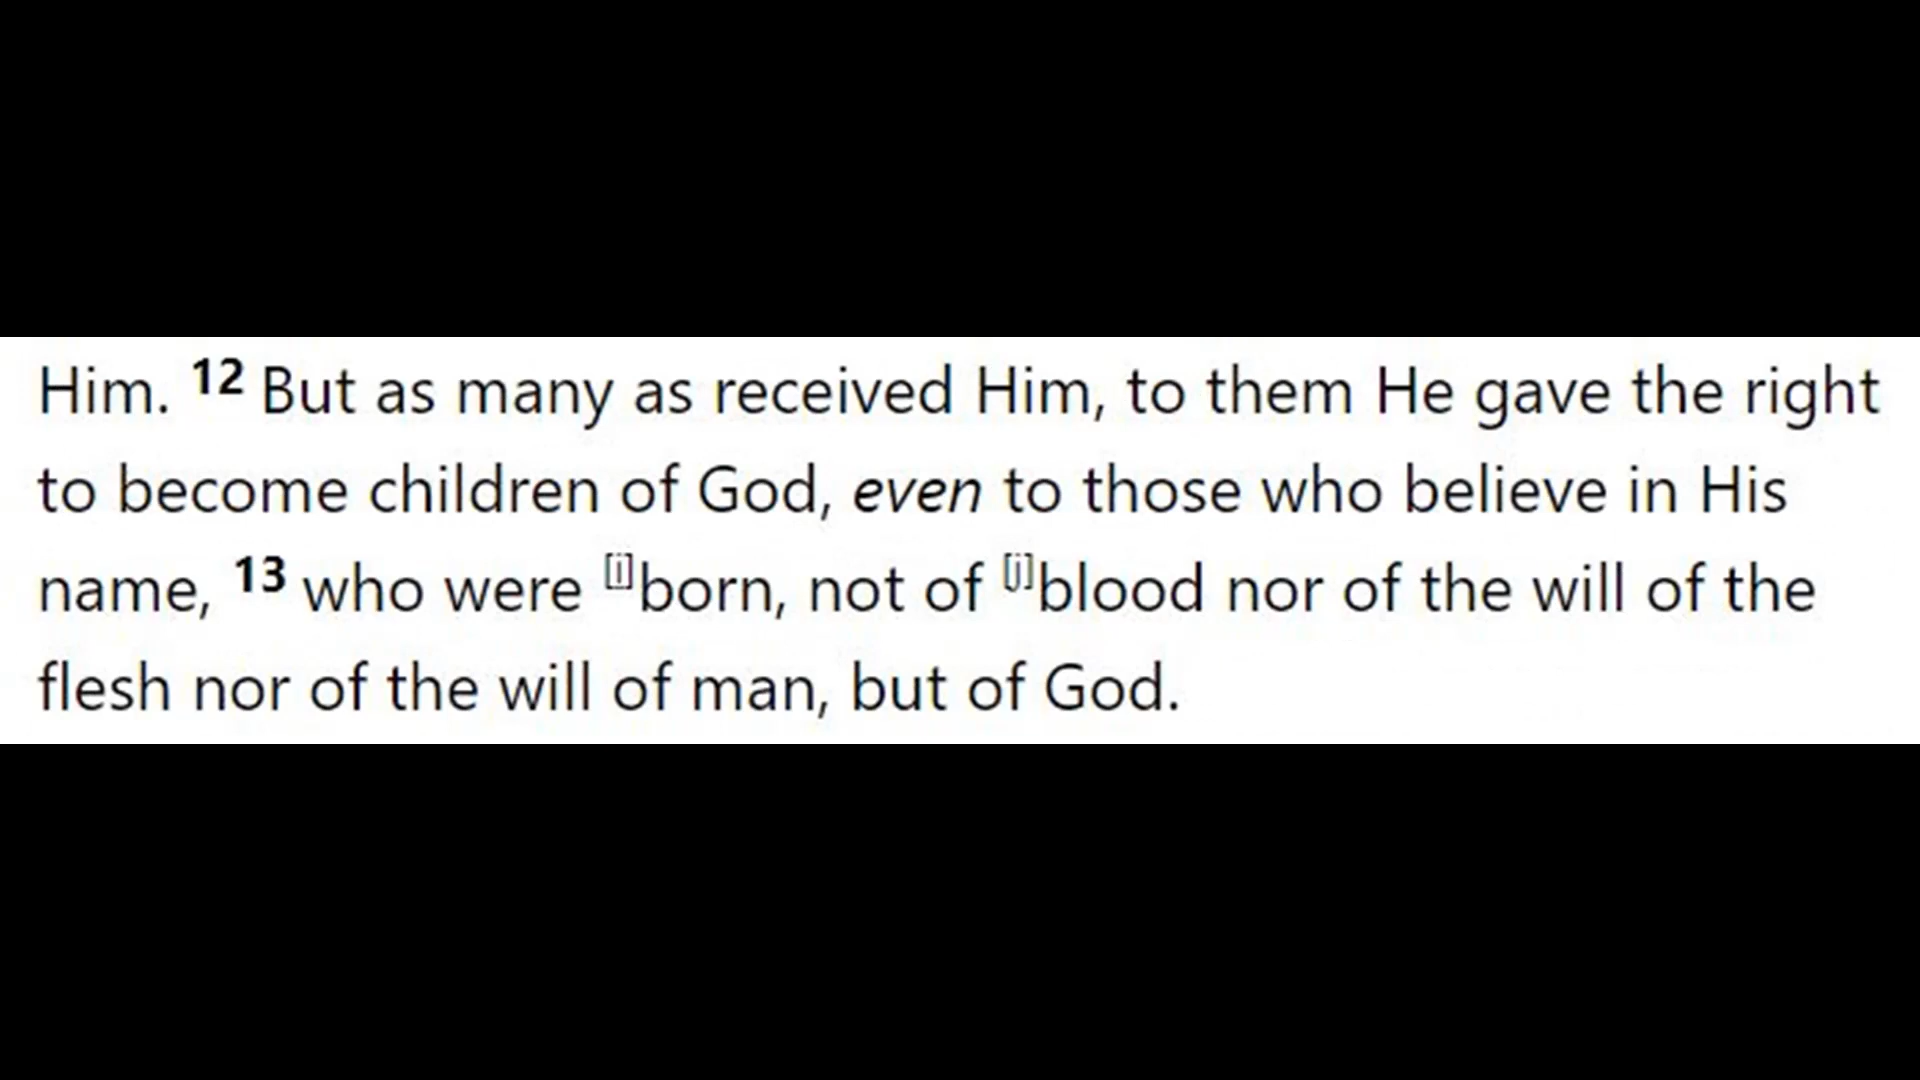 Him. 12 But as many as received Him, to them He gave the right
to become children of God, even to those who believe in His
name, 13 who were [i]born, not of [j]blood nor of the will of the
flesh nor of the will of man, but of God.